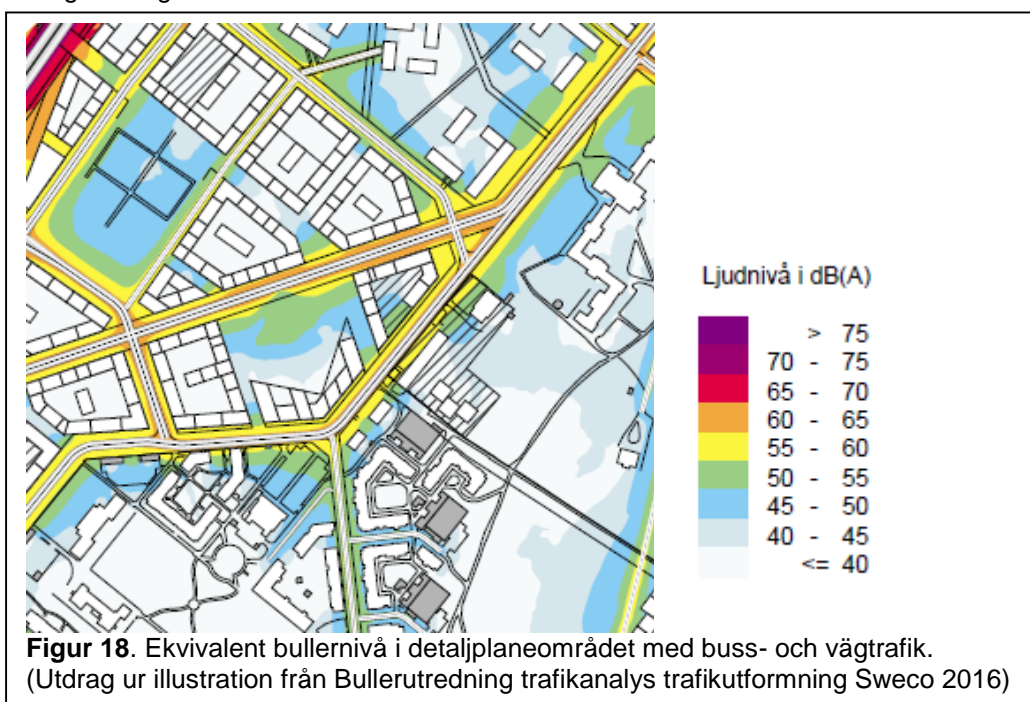 Ljudnivå i dB(A)
> 75
70 - 75
65 - 70
60 - 65
55 - 60
50 - 55
45 - 50
40 - 45
<= 40
Figur 18. Ekvivalent bullernivå i detaljplaneområdet med buss- och vägtrafik.
(Utdrag ur illustration från Bullerutredning trafikanalys trafikutformning Sweco 2016)